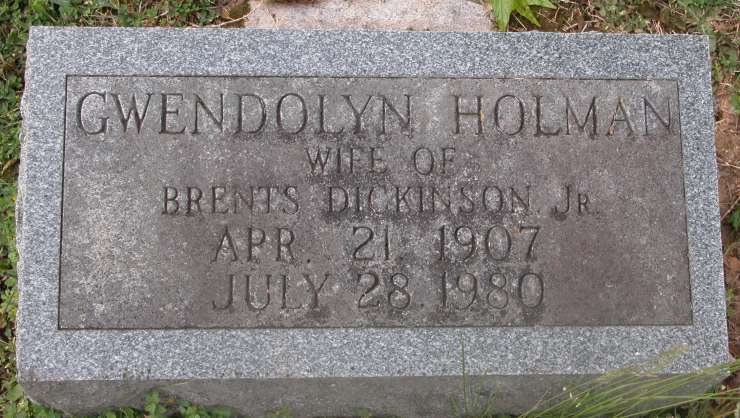 GWENDOLYN HOLMAN
WIFE OF
BRENTS DICKINSON, JR.
APR. 21, 1907
JULY 28, 1980